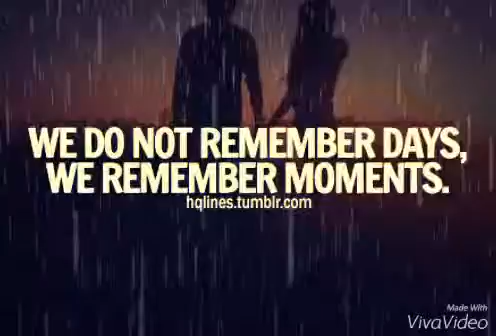 WE DO NOT REMEMBER DAYS,
WE REMEMBER MOMENTS.
hqlines.tumblr.com
Made With
VivaVideo